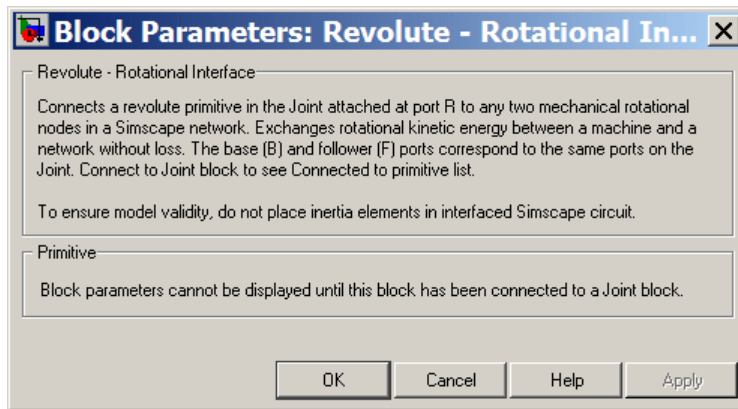 Block Parameters: Revolute - Rotational In...
Revolute - Rotational Interface
Connects a revolute primitive in the Joint attached at port R to any two mechanical rotational
nodes in a Simscape network. Exchanges rotational kinetic energy between a machine and a
network without loss. The base (B) and follower (F) ports correspond to the same ports on the
Joint. Connect to Joint block to see Connected to primitive list.
To ensure model validity, do not place inertia elements in interfaced Simscape circuit.
Primitive
Block parameters cannot be displayed until this block has been connected to a Joint block.
OK Cancel Help Apply